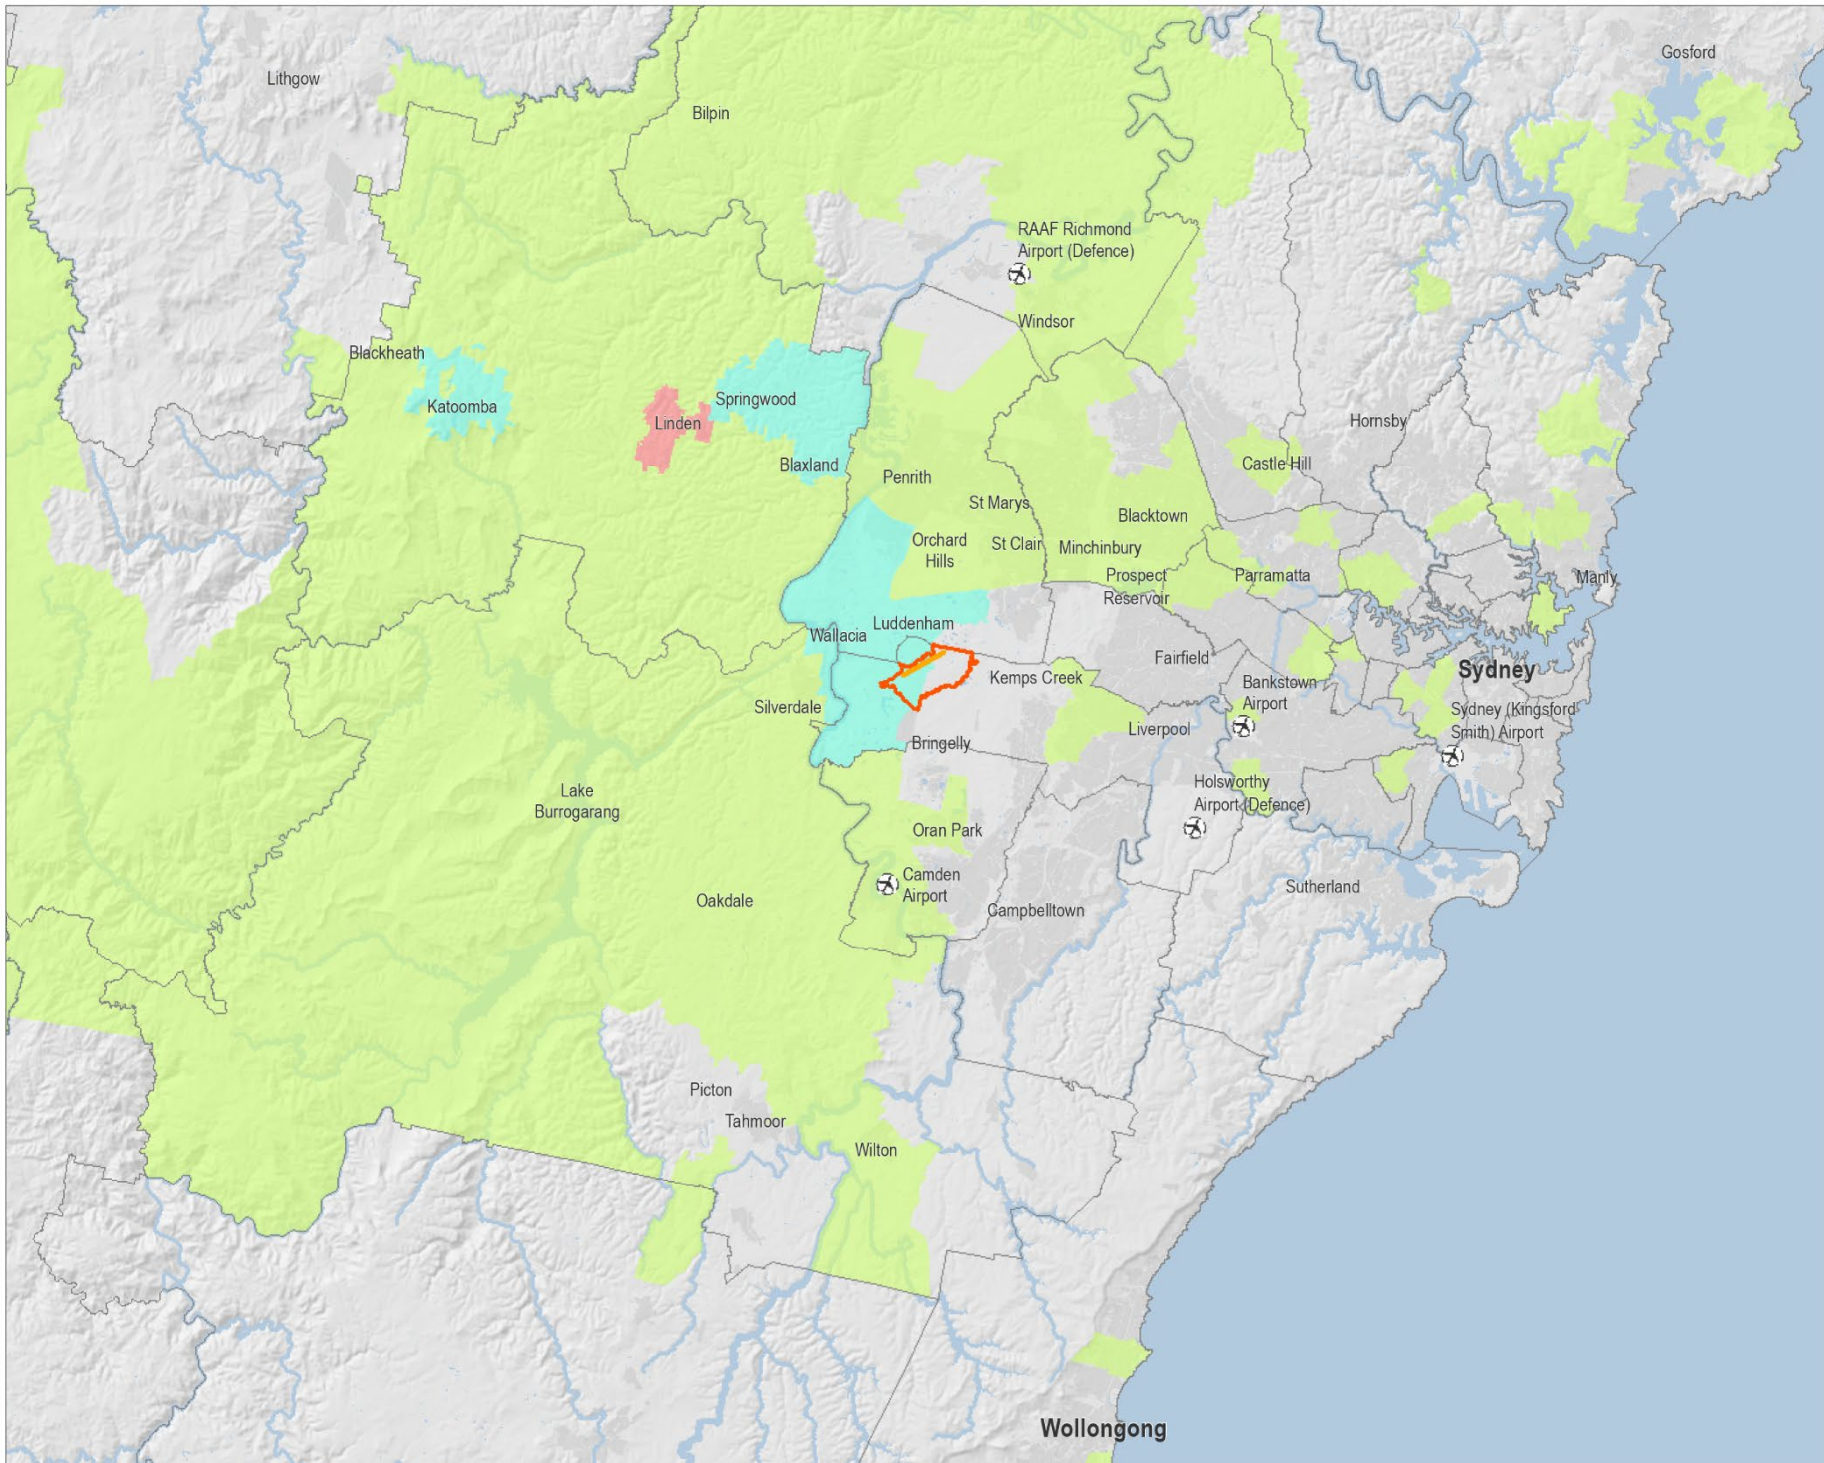 Gosford
Lithgow
Bilpin
RAAF Richmond
Airport (Defence)
Windsor
Blackheath
Katoomba
Springwood
Linden
Hornsby
Blaxland
Castle Hill
Penrith
St Marys
Blacktown
Orchard
Hills
St Clair
Minchinbury
Prospect
Reservoir
Parramatta
Manly
Luddenham
Wallacia
Fairfield
Sydney
Kemps Creek
Bankstown
Airport
Silverdale
Sydney (Kingsford
Smith) Airport
Liverpool
Bringelly
Lake
Burrogarang
Holsworthy
Airport (Defence)
Oran Park
Camden
Airport
Sutherland
Oakdale
Campbelltown
Picton
Tahmoor
Wilton
Wollongong